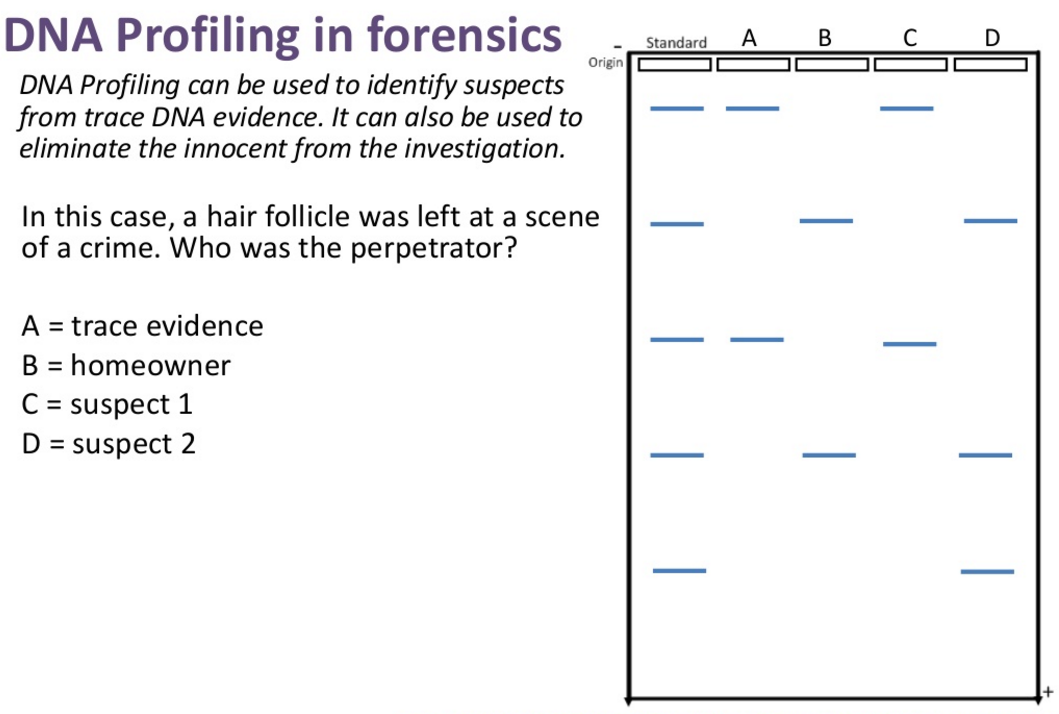 DNA Profiling in forensics
DNA Profiling can be used to identify suspects
from trace DNA evidence. It can also be used to
eliminate the innocent from the investigation.
In this case, a hair follicle was left at a scene
of a crime. Who was the perpetrator?
A = trace evidence
B = homeowner
C = suspect 1
D = suspect 2
– Standard A B C D
Origin
+